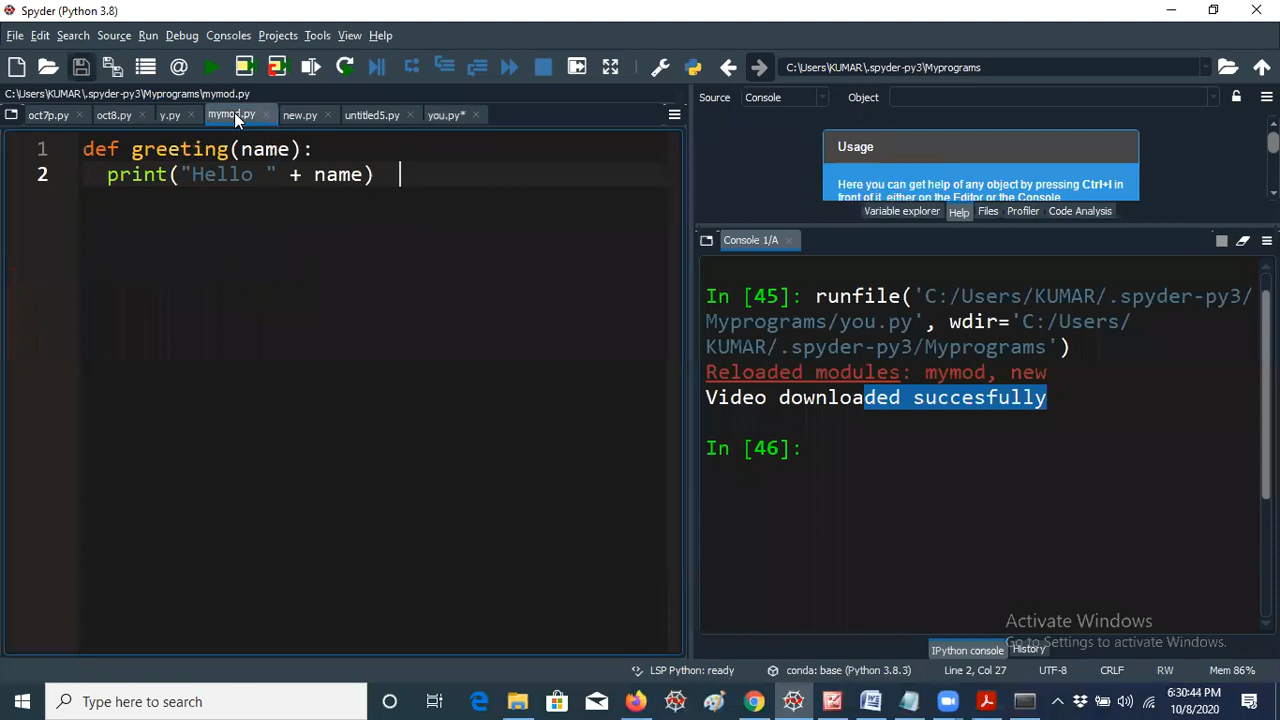 Spyder (Python 3.8)
File Edit Search Source Run Debug Consoles Projects Tools View Help
C:\Users\KUMAR\.spyder-py3\Myprograms
C:\Users\KUMAR\.spyder-py3\Myprograms\mymod.py
Source Console Object
oct7p.py oct8.py y.py mymod.py new.py untitled5.py you.py*
1 def greeting(name):
2 print("Hello " + name)
Usage
Here you can get help of any object by pressing Ctrl+I in
front of it, either on the Editor or the Console
Variable explorer Help Files Profiler Code Analysis
Console 1/A
In [45]: runfile('C:/Users/KUMAR/.spyder-py3/
Myprograms/you.py', wdir='C:/Users/
KUMAR/.spyder-py3/Myprograms')
Reloaded modules: mymod, new
Video downloaded succesfully
In [46]:
Activate Windows
Go to Settings to activate Windows.
IPython console History
LSP Python: ready conda: base (Python 3.8.3) Line 2, Col 27 UTF-8 CRLF RW Mem 86%
Type here to search
6:30:44 PM
10/8/2020